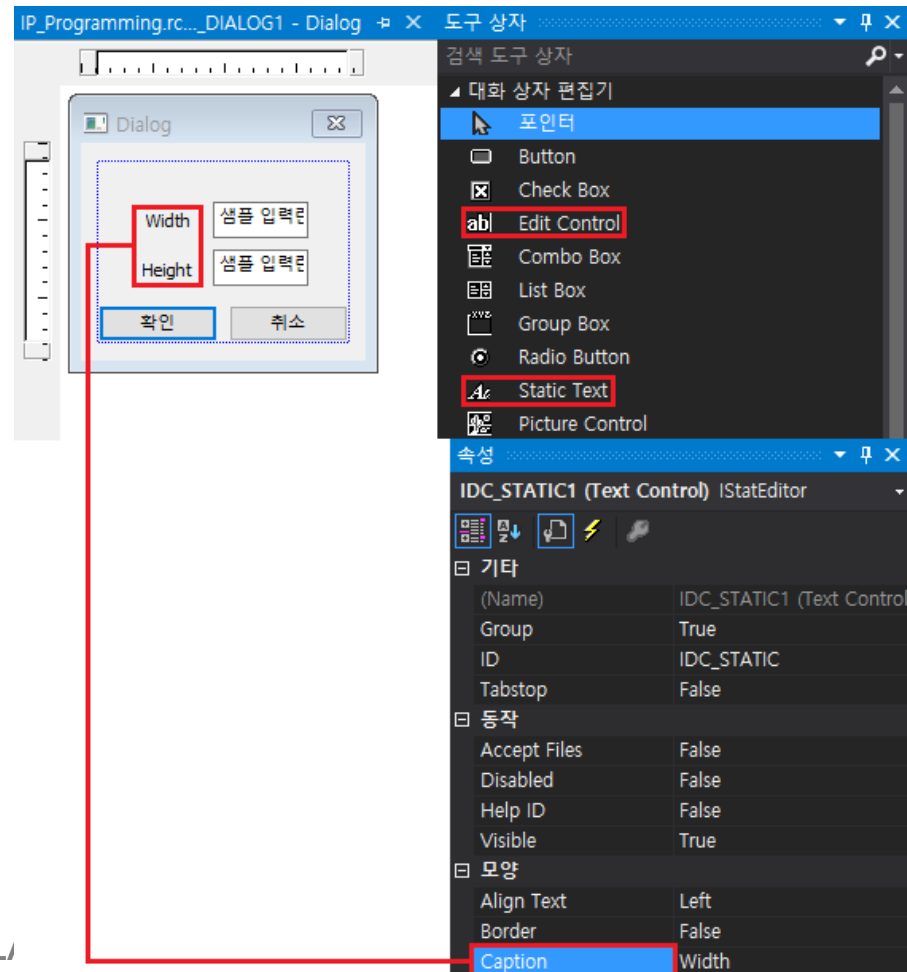 IP_Programming.rc..._DIALOG1 - Dialog
Dialog
Width 샘플 입력란
Height 샘플 입력란
확인 취소
도구 상자
검색 도구 상자
대화 상자 편집기
포인터
Button
Check Box
ab| Edit Control
Combo Box
List Box
XYZ Group Box
Radio Button
Aa Static Text
Picture Control
속성
IDC_STATIC1 (Text Control) IStatEditor
기타
(Name) IDC_STATIC1 (Text Control
Group True
ID IDC_STATIC
Tabstop False
동작
Accept Files False
Disabled False
Help ID False
Visible True
모양
Align Text Left
Border False
Caption Width